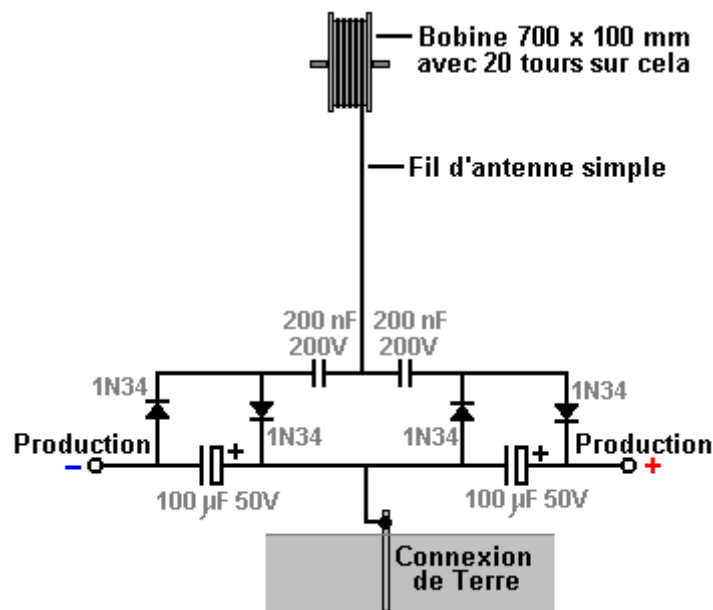 Bobine 700 x 100 mm
avec 20 tours sur cela
Fil d'antenne simple
200 nF 200 nF
200V 200V
1N34 1N34
1N34 1N34
Production Production
– + + +
100 µF 50V 100 µF 50V
Connexion
de Terre